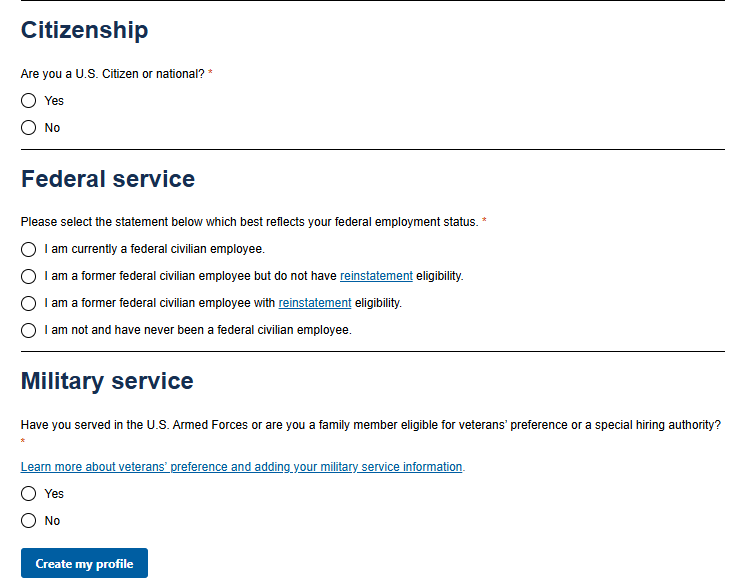 Citizenship
Are you a U.S. Citizen or national? *
Yes
No
Federal service
Please select the statement below which best reflects your federal employment status. *
I am currently a federal civilian employee.
I am a former federal civilian employee but do not have reinstatement eligibility.
I am a former federal civilian employee with reinstatement eligibility.
I am not and have never been a federal civilian employee.
Military service
Have you served in the U.S. Armed Forces or are you a family member eligible for veterans’ preference or a special hiring authority?
*
Learn more about veterans’ preference and adding your military service information.
Yes
No
Create my profile